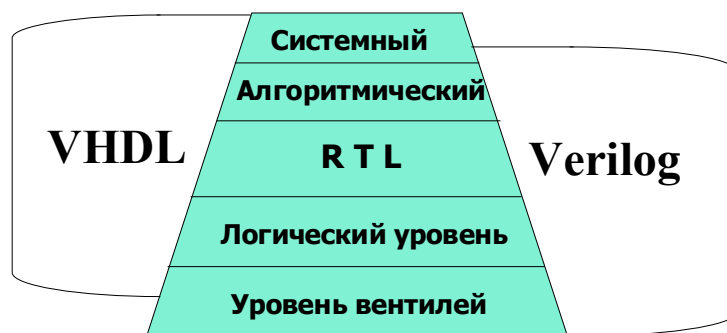 Системный
Алгоритмический
VHDL
R T L
Verilog
Логический уровень
Уровень вентилей